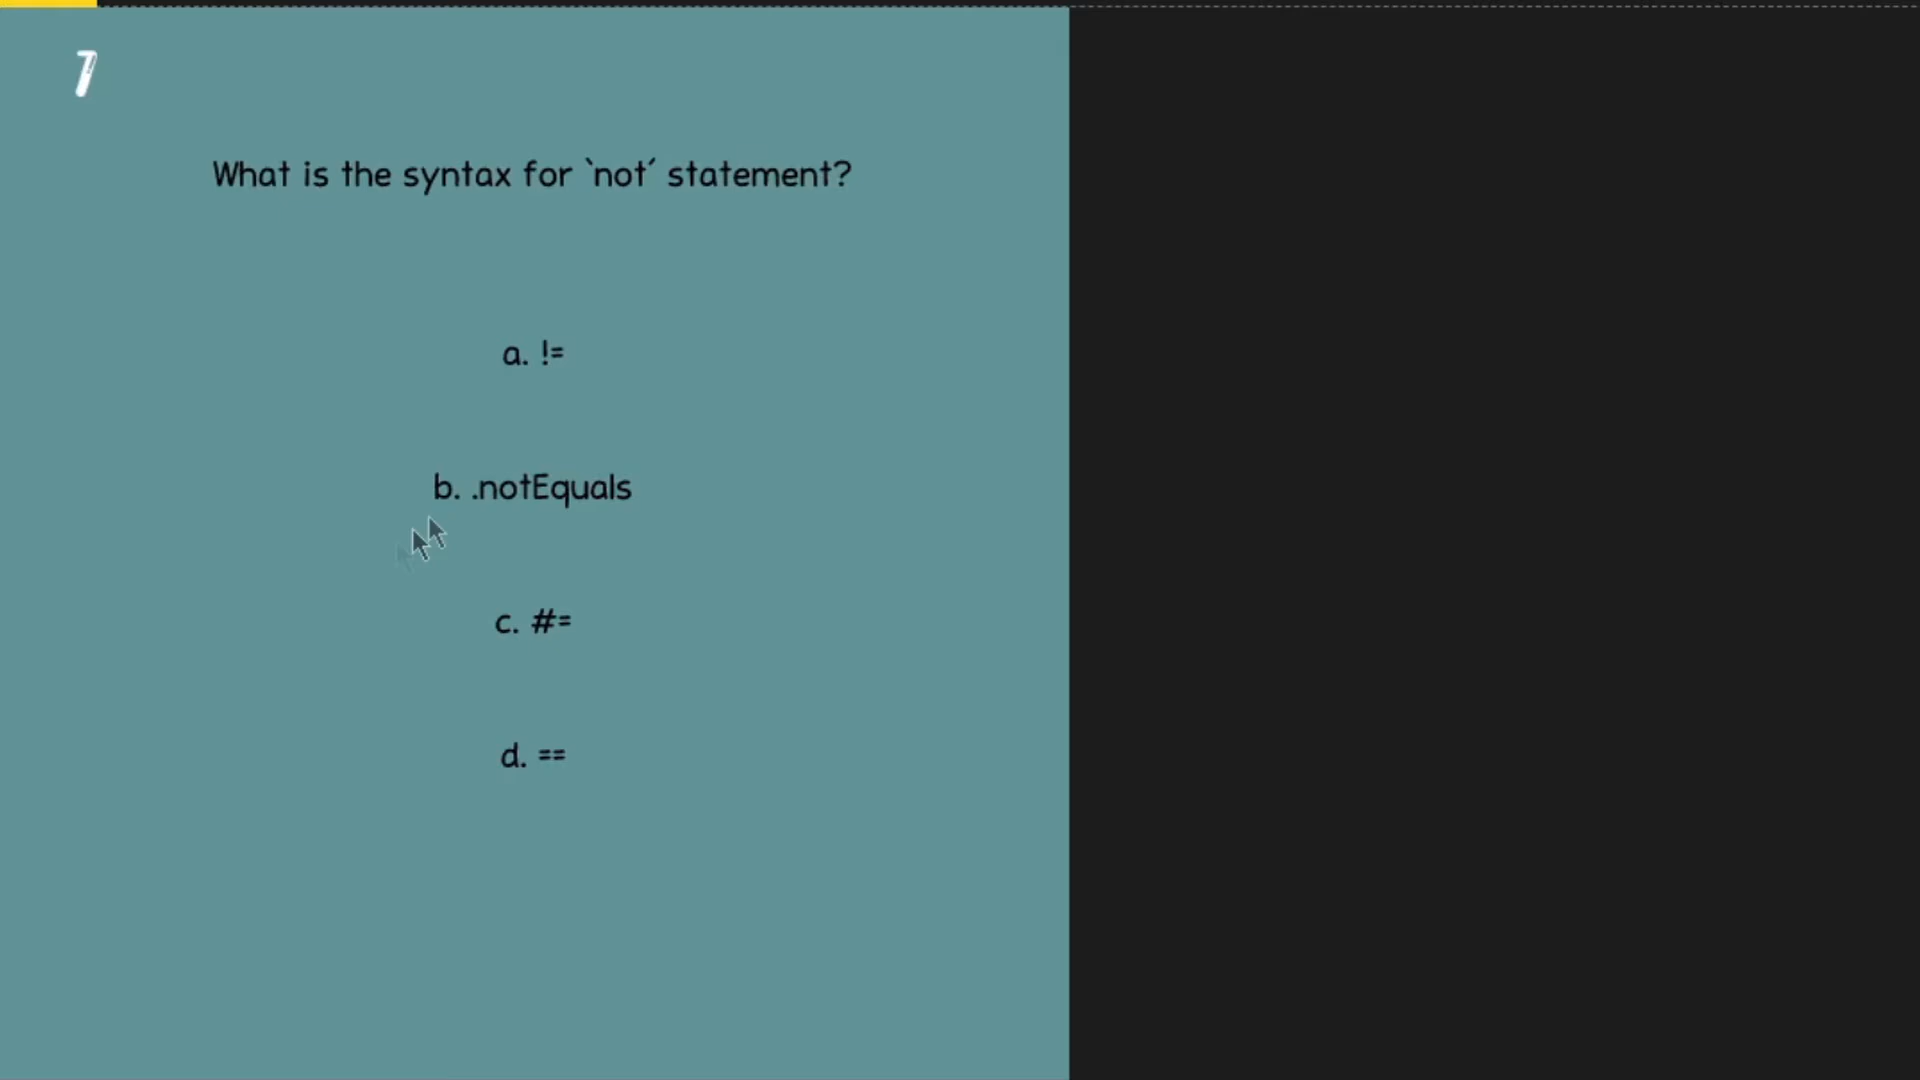 7
What is the syntax for `not´ statement?
a. !=
b. .notEquals
c. #=
d. ==